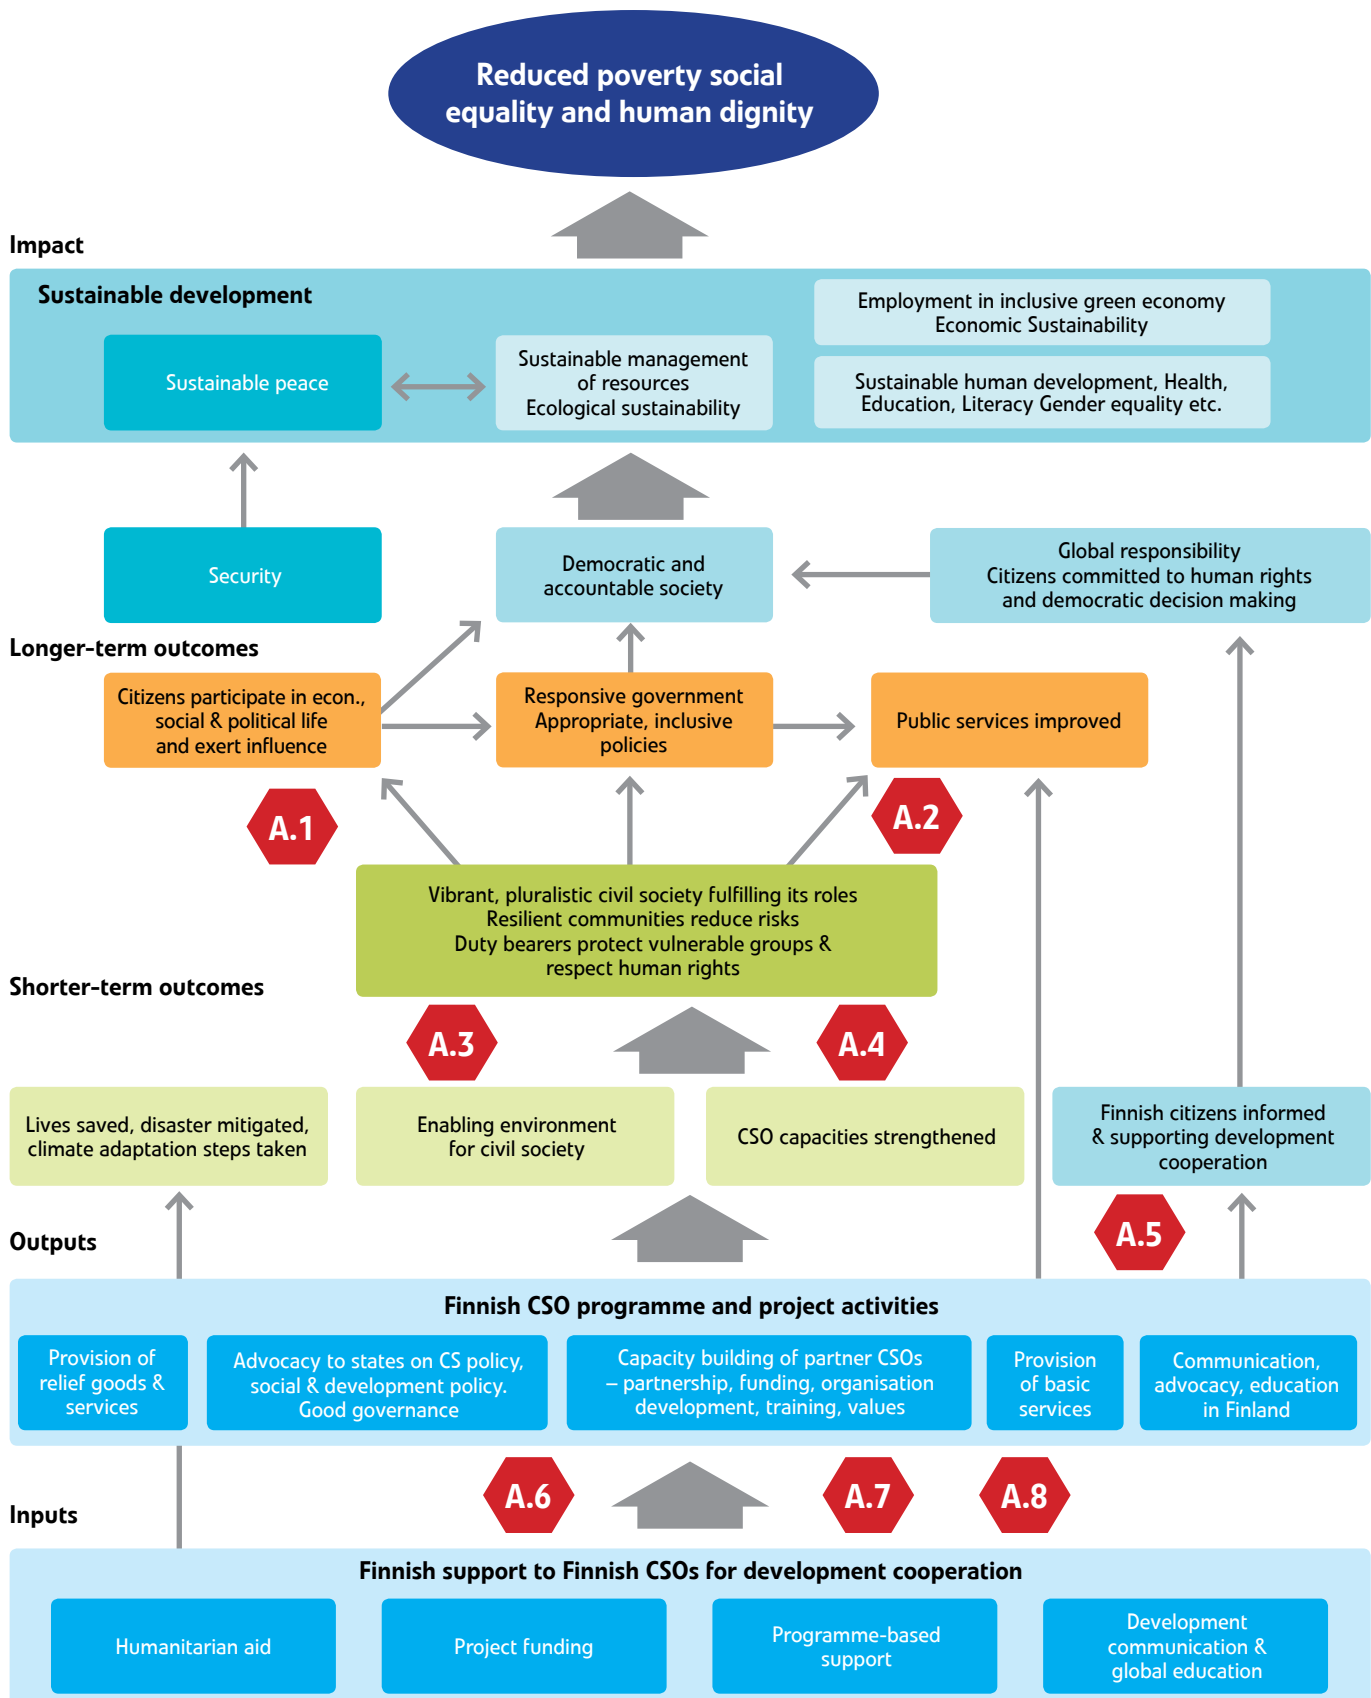 Reduced poverty social
equality and human dignity
Impact
Sustainable development
Employment in inclusive green economy
Economic Sustainability
Sustainable peace
Sustainable management
of resources
Ecological sustainability
Sustainable human development, Health,
Education, Literacy Gender equality etc.
Security
Democratic and
accountable society
Global responsibility
Citizens committed to human rights
and democratic decision making
Longer-term outcomes
Citizens participate in econ.,
social & political life
and exert influence
Responsive government
Appropriate, inclusive
policies
Public services improved
A.1
A.2
Vibrant, pluralistic civil society fulfilling its roles
Resilient communities reduce risks
Duty bearers protect vulnerable groups &
respect human rights
Shorter-term outcomes
A.3
A.4
Lives saved, disaster mitigated,
climate adaptation steps taken
Enabling environment
for civil society
CSO capacities strengthened
Finnish citizens informed
& supporting development
cooperation
A.5
Outputs
Finnish CSO programme and project activities
Provision of
relief goods &
services
Advocacy to states on CS policy,
social & development policy.
Good governance
Capacity building of partner CSOs
– partnership, funding, organisation
development, training, values
Provision
of basic
services
Communication,
advocacy, education
in Finland
A.6
A.7
A.8
Inputs
Finnish support to Finnish CSOs for development cooperation
Humanitarian aid
Project funding
Programme-based
support
Development
communication &
global education